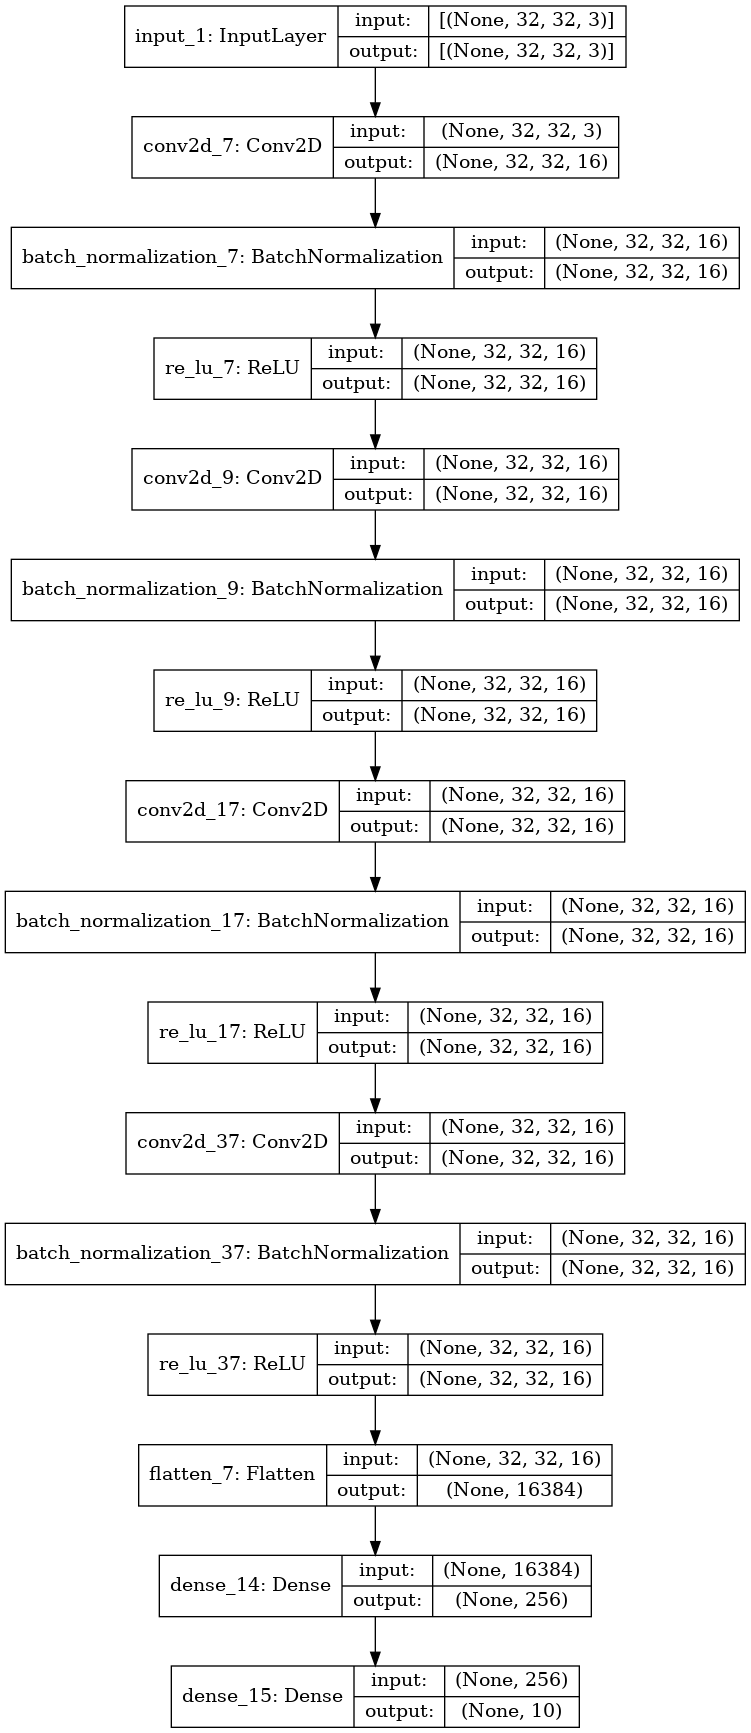 input_1: InputLayer
input: [(None, 32, 32, 3)]
output: [(None, 32, 32, 3)]
conv2d_7: Conv2D
input: (None, 32, 32, 3)
output: (None, 32, 32, 16)
batch_normalization_7: BatchNormalization
input: (None, 32, 32, 16)
output: (None, 32, 32, 16)
re_lu_7: ReLU
input: (None, 32, 32, 16)
output: (None, 32, 32, 16)
conv2d_9: Conv2D
input: (None, 32, 32, 16)
output: (None, 32, 32, 16)
batch_normalization_9: BatchNormalization
input: (None, 32, 32, 16)
output: (None, 32, 32, 16)
re_lu_9: ReLU
input: (None, 32, 32, 16)
output: (None, 32, 32, 16)
conv2d_17: Conv2D
input: (None, 32, 32, 16)
output: (None, 32, 32, 16)
batch_normalization_17: BatchNormalization
input: (None, 32, 32, 16)
output: (None, 32, 32, 16)
re_lu_17: ReLU
input: (None, 32, 32, 16)
output: (None, 32, 32, 16)
conv2d_37: Conv2D
input: (None, 32, 32, 16)
output: (None, 32, 32, 16)
batch_normalization_37: BatchNormalization
input: (None, 32, 32, 16)
output: (None, 32, 32, 16)
re_lu_37: ReLU
input: (None, 32, 32, 16)
output: (None, 32, 32, 16)
flatten_7: Flatten
input: (None, 32, 32, 16)
output: (None, 16384)
dense_14: Dense
input: (None, 16384)
output: (None, 256)
dense_15: Dense
input: (None, 256)
output: (None, 10)